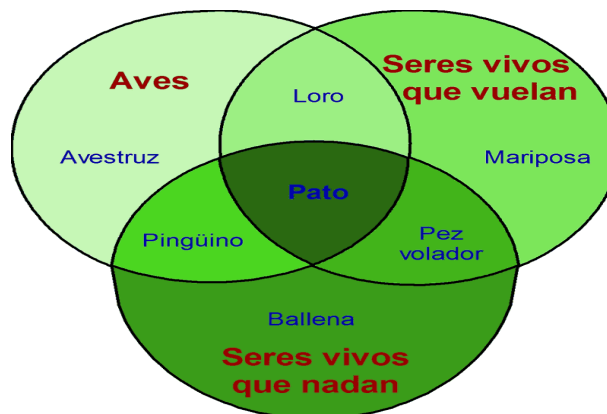 Aves
Seres vivos
que vuelan
Loro
Avestruz
Mariposa
Pato
Pingüino
Pez
volador
Ballena
Seres vivos
que nadan